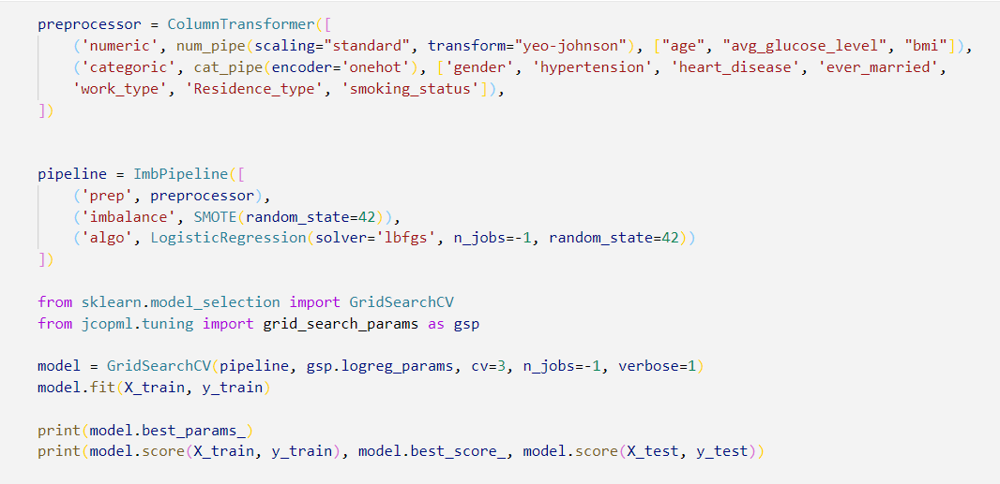 preprocessor = ColumnTransformer([
    ('numeric', num_pipe(scaling="standard", transform="yeo-johnson"), ["age", "avg_glucose_level", "bmi"]),
    ('categoric', cat_pipe(encoder='onehot'), ['gender', 'hypertension', 'heart_disease', 'ever_married',
    'work_type', 'Residence_type', 'smoking_status']),
])
pipeline = ImbPipeline([
    ('prep', preprocessor),
    ('imbalance', SMOTE(random_state=42)),
    ('algo', LogisticRegression(solver='lbfgs', n_jobs=-1, random_state=42))
])
from sklearn.model_selection import GridSearchCV
from jcopml.tuning import grid_search_params as gsp
model = GridSearchCV(pipeline, gsp.logreg_params, cv=3, n_jobs=-1, verbose=1)
model.fit(X_train, y_train)
print(model.best_params_)
print(model.score(X_train, y_train), model.best_score_, model.score(X_test, y_test))